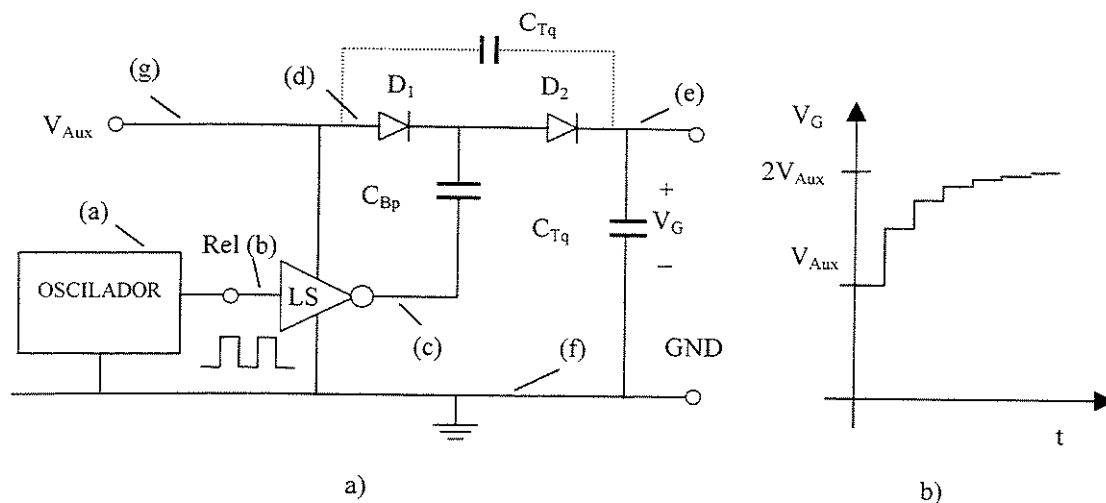 C_Tq
(g)
(d)
D_1
D_2
(e)
V_Aux
V_G
2V_Aux
C_Bp
+
(a)
C_Tq
V_G
Rel (b)
V_Aux
−
OSCILADOR
LS
(c)
(f)
GND
t
a)
b)